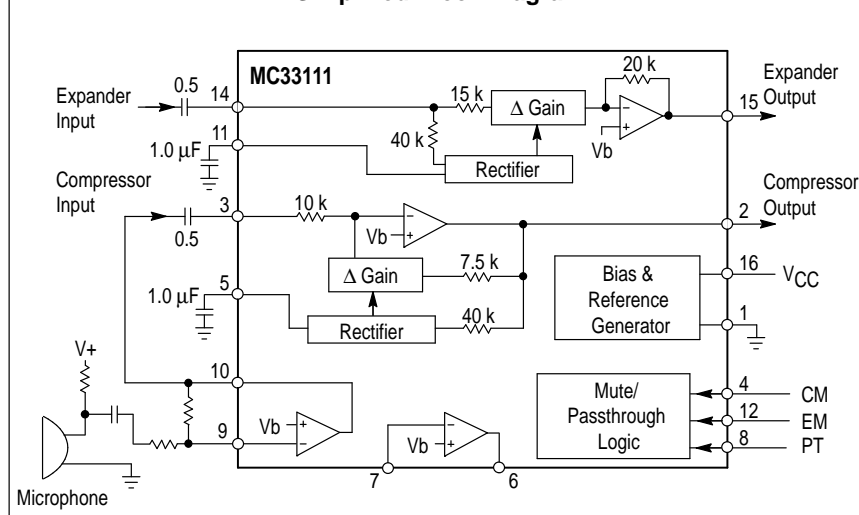 MC33111
Expander
Input
0.5
14
15 k
Δ Gain
20 k
Vb
15
Expander
Output
11
1.0 μF
40 k
Rectifier
Compressor
Input
0.5
3
10 k
Vb
2
Compressor
Output
Δ Gain
7.5 k
5
1.0 μF
Rectifier
40 k
Bias &
Reference
Generator
16
VCC
1
V+
10
9
Vb
Microphone
7
Vb
6
Mute/
Passthrough
Logic
4
CM
12
EM
8
PT